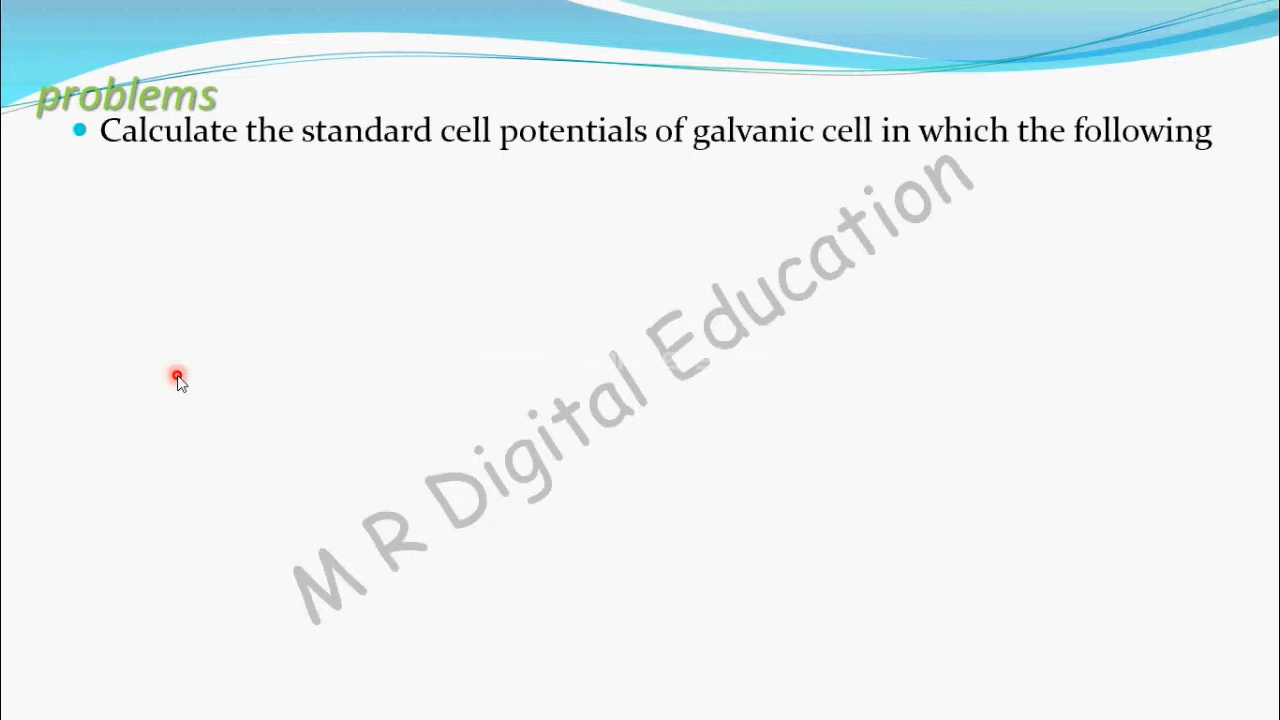 problems
• Calculate the standard cell potentials of galvanic cell in which the following
M R Digital Education